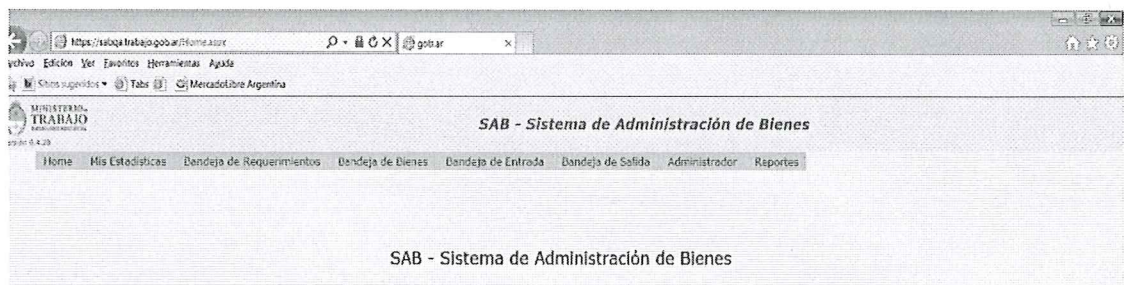 https://sabqa.trabajo.gob.ar/Home.aspx
gob.ar
Edición Ver Favoritos Herramientas Ayuda
Sitios sugeridos Tabs MercadoLibre Argentina
MINISTERIO
TRABAJO
SAB - Sistema de Administración de Bienes
Home Mis Estadísticas Bandeja de Requerimientos Bandeja de Bienes Bandeja de Entrada Bandeja de Salida Administrador Reportes
SAB - Sistema de Administración de Bienes